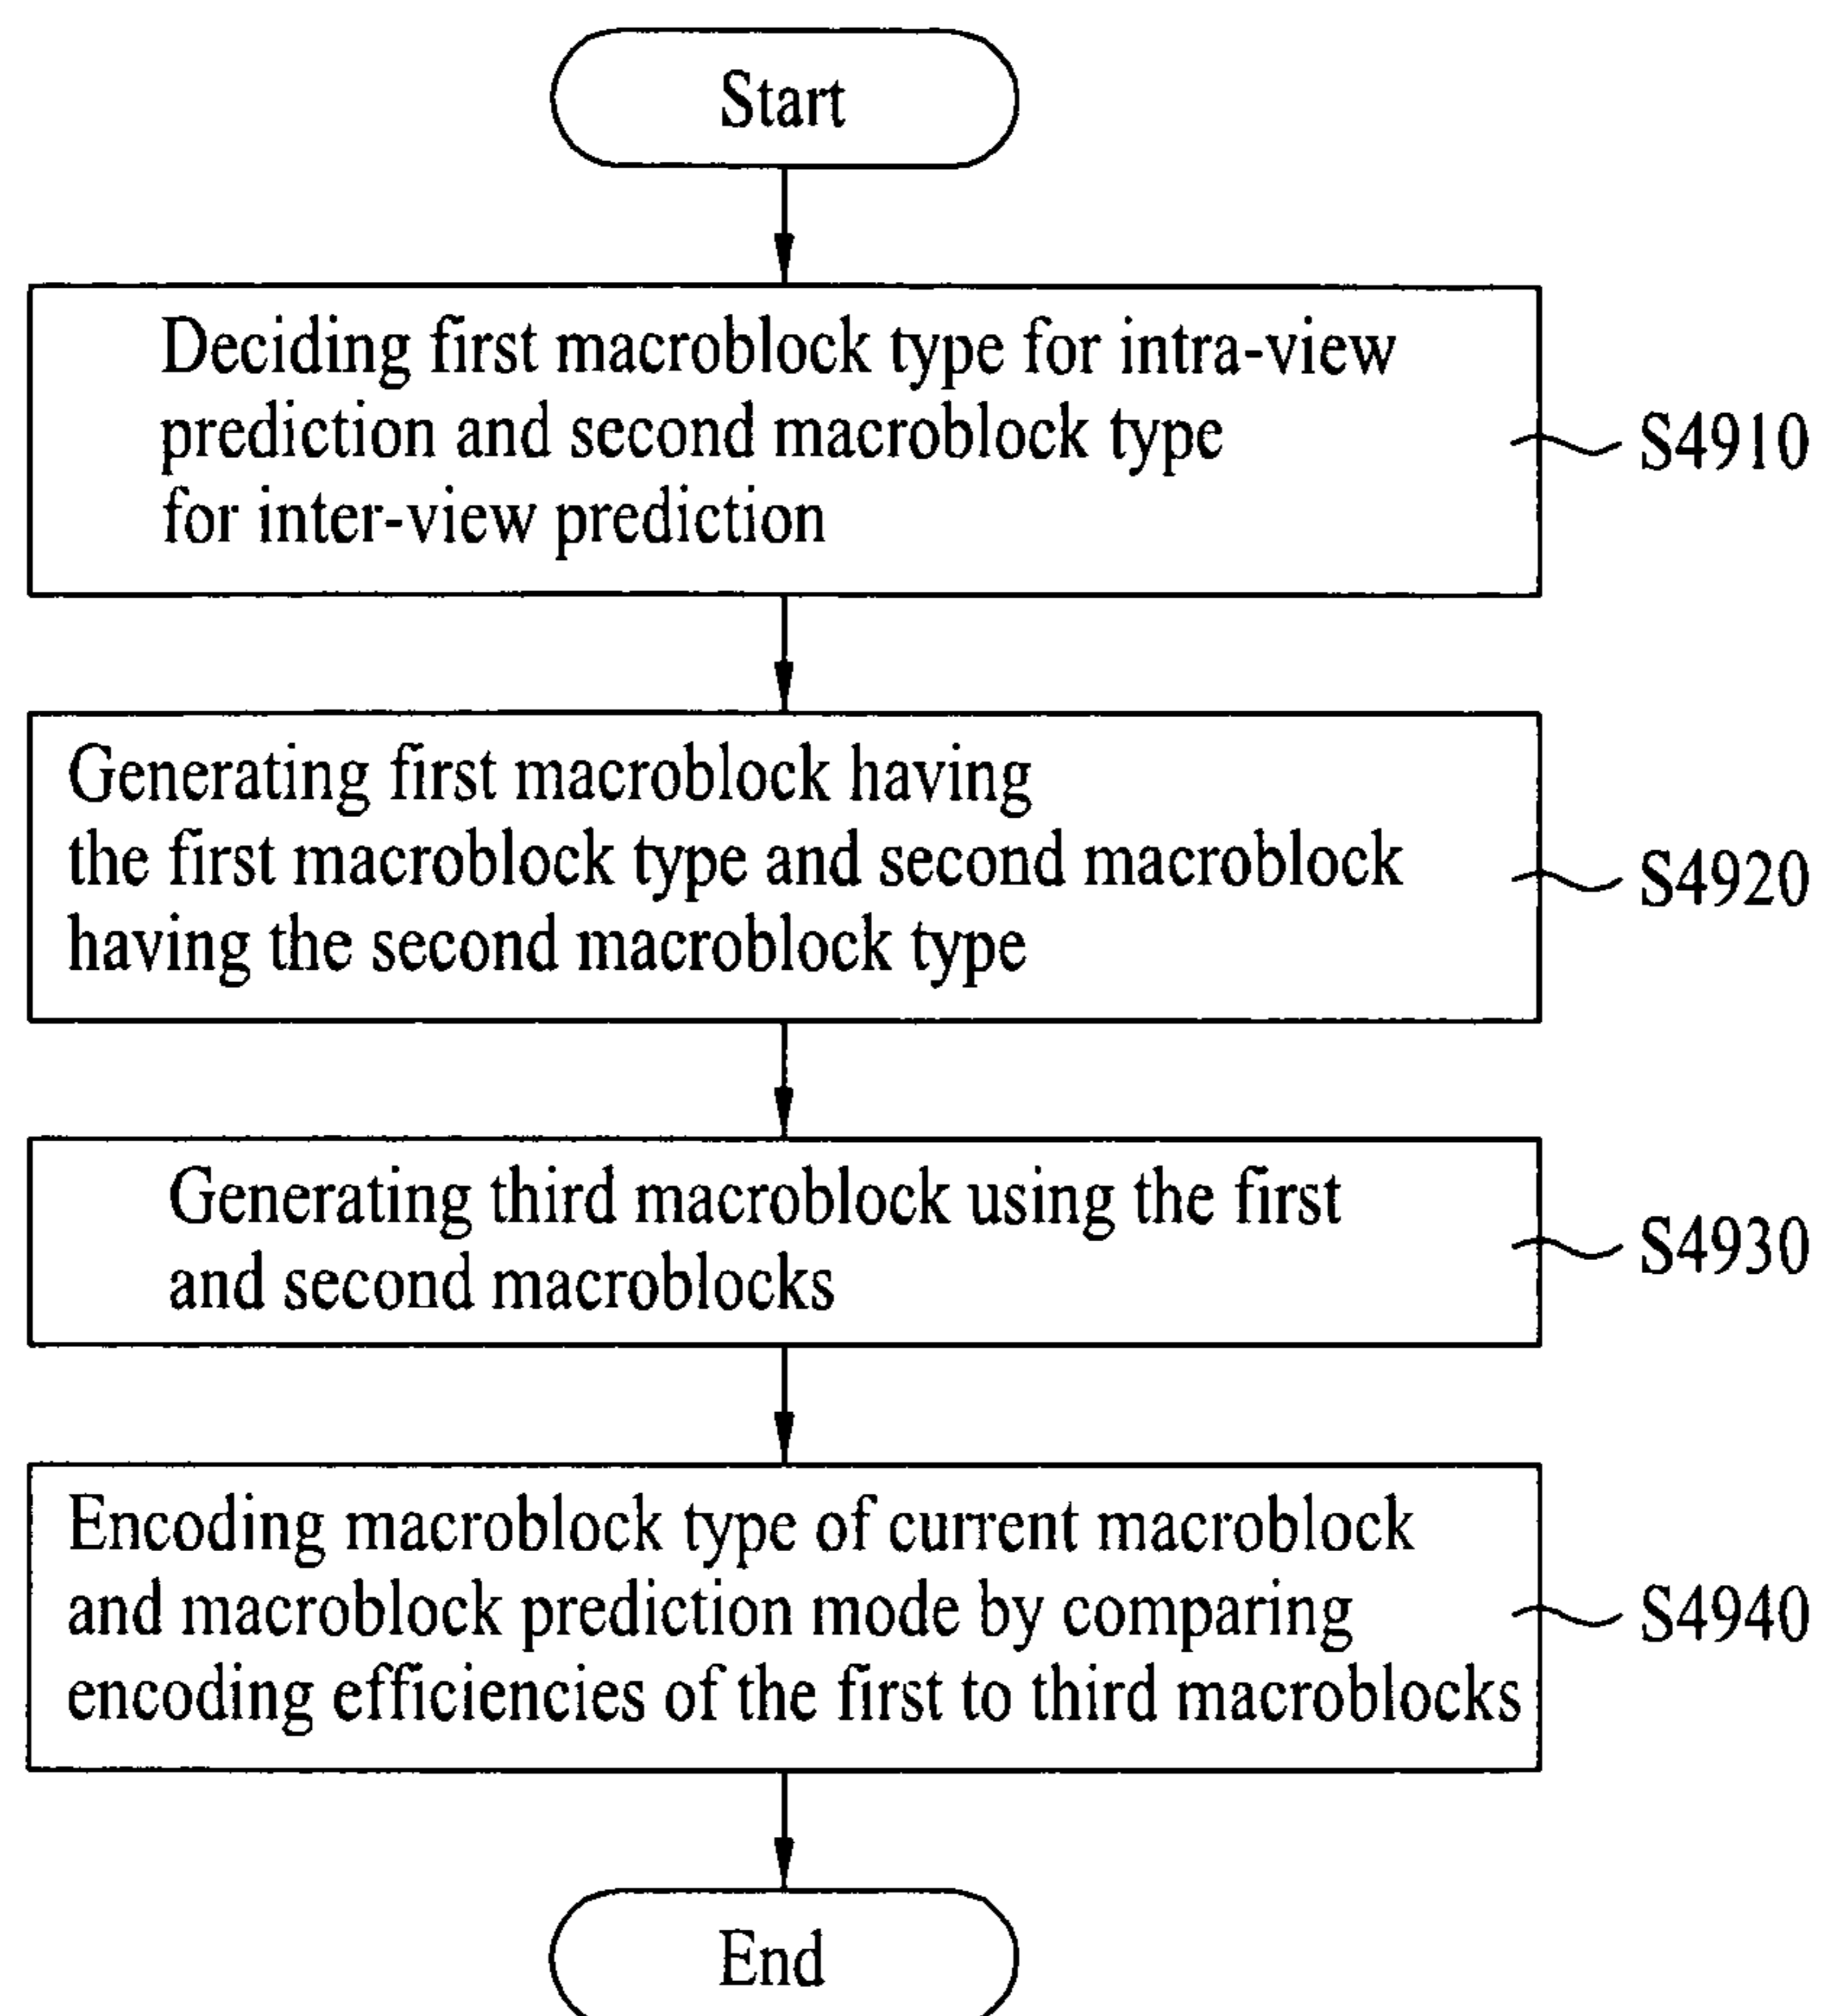 Start
Deciding first macroblock type for intra-view
prediction and second macroblock type
for inter-view prediction
S4910
Generating first macroblock having
the first macroblock type and second macroblock
having the second macroblock type
S4920
Generating third macroblock using the first
and second macroblocks
S4930
Encoding macroblock type of current macroblock
and macroblock prediction mode by comparing
encoding efficiencies of the first to third macroblocks
S4940
End